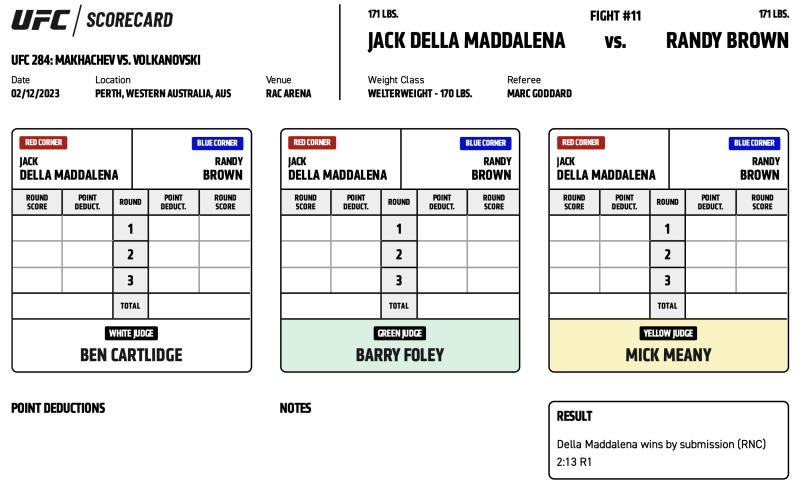 UFC SCORECARD
UFC 284: MAKHACHEV VS. VOLKANOVSKI
Date Location Venue
02/12/2023 PERTH, WESTERN AUSTRALIA, AUS RAC ARENA
171 LBS. FIGHT #11 171 LBS.
JACK DELLA MADDALENA vs. RANDY BROWN
Weight Class Referee
WELTERWEIGHT - 170 LBS. MARC GODDARD
RED CORNER BLUE CORNER
JACK RANDY
DELLA MADDALENA BROWN
ROUND SCORE POINT DEDUCT. ROUND POINT DEDUCT. ROUND SCORE
1
2
3
TOTAL
WHITE JUDGE
BEN CARTLIDGE
RED CORNER BLUE CORNER
JACK RANDY
DELLA MADDALENA BROWN
ROUND SCORE POINT DEDUCT. ROUND POINT DEDUCT. ROUND SCORE
1
2
3
TOTAL
GREEN JUDGE
BARRY FOLEY
RED CORNER BLUE CORNER
JACK RANDY
DELLA MADDALENA BROWN
ROUND SCORE POINT DEDUCT. ROUND POINT DEDUCT. ROUND SCORE
1
2
3
TOTAL
YELLOW JUDGE
MICK MEANY
POINT DEDUCTIONS
NOTES
RESULT
Della Maddalena wins by submission (RNC)
2:13 R1